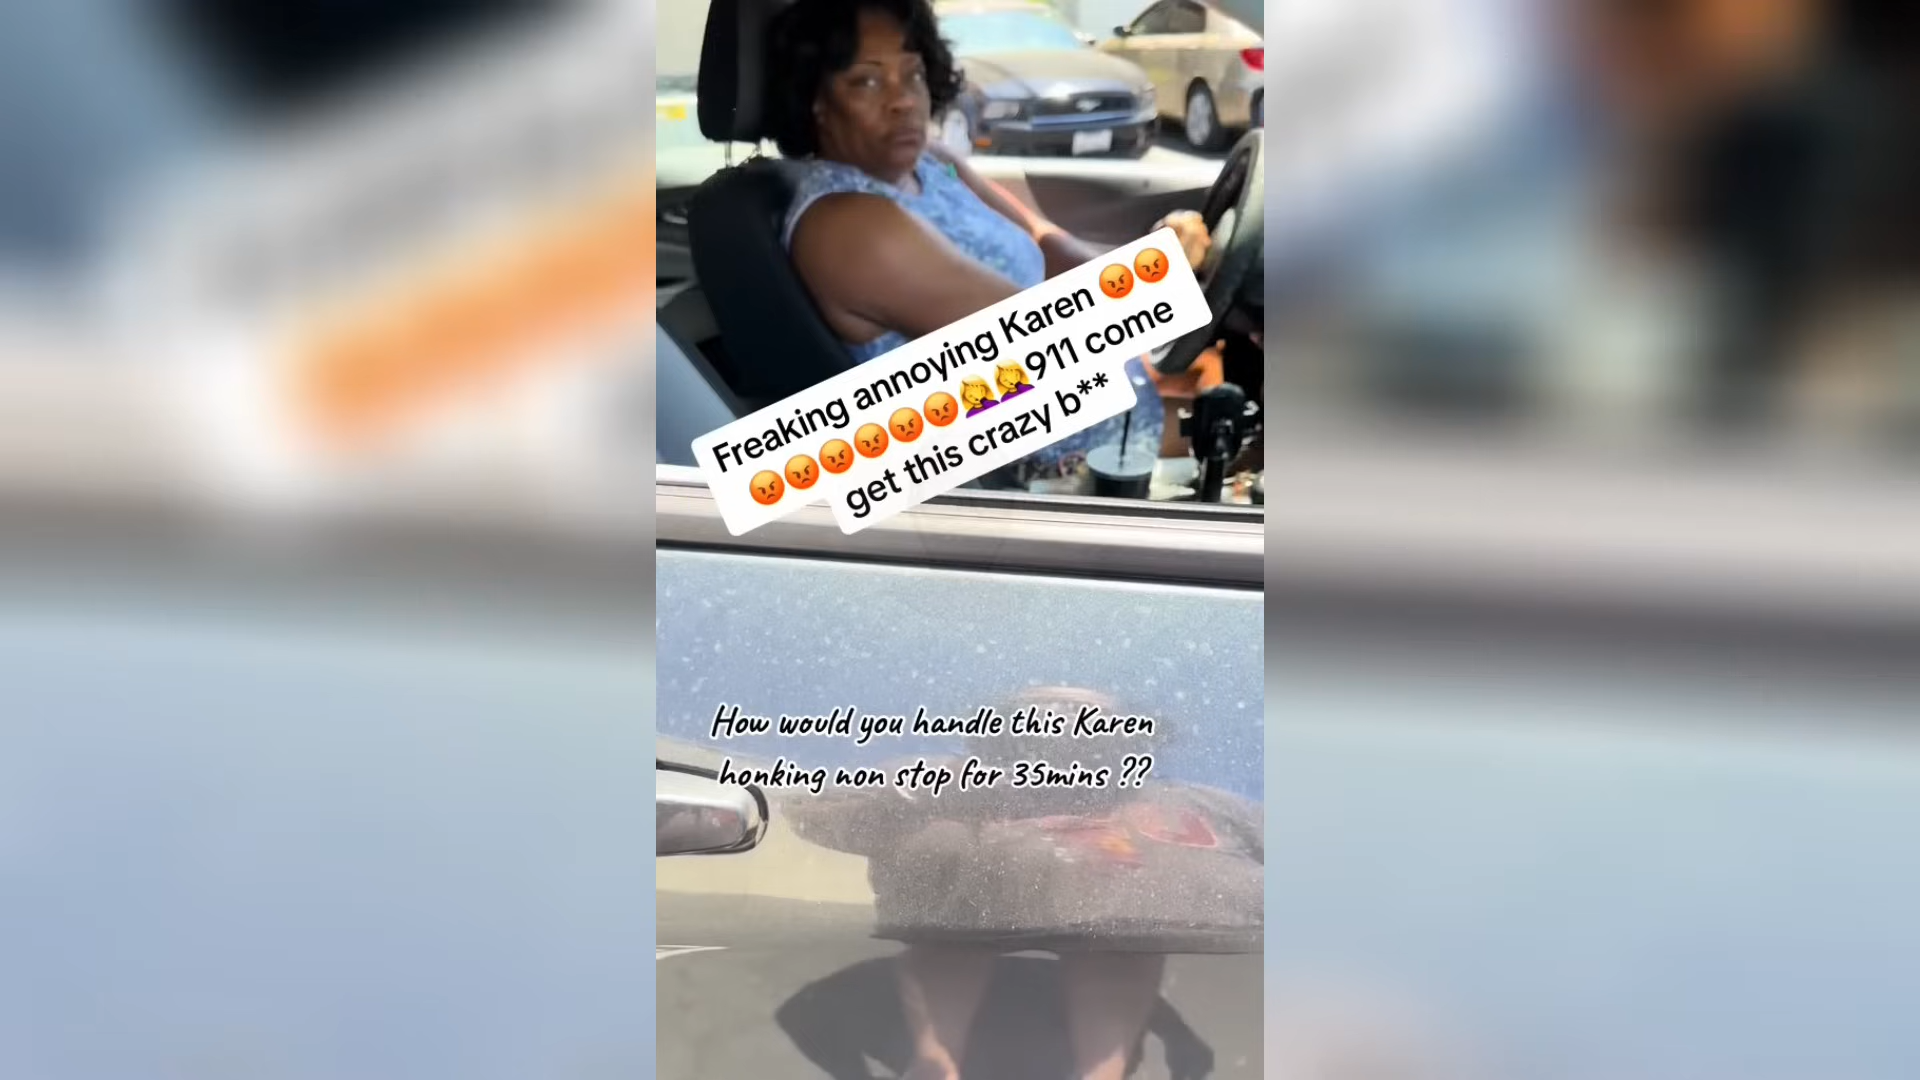 Freaking annoying Karen 😡😡
😡😡😡😡😡😡🤦‍♀️🤦‍♀️911 come
get this crazy b**
How would you handle this Karen
honking non stop for 35mins ??